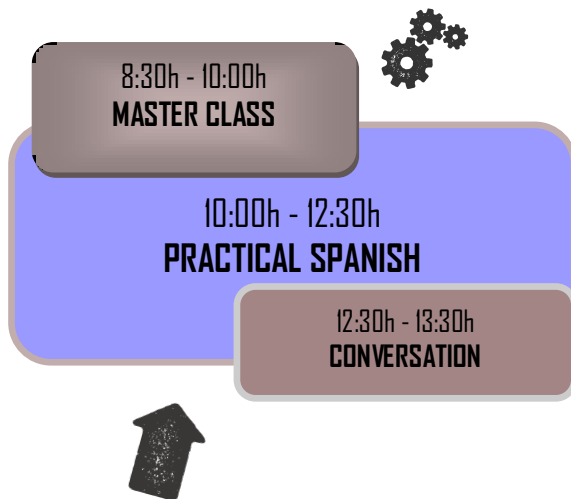 8:30h - 10:00h
MASTER CLASS
10:00h - 12:30h
PRACTICAL SPANISH
12:30h - 13:30h
CONVERSATION